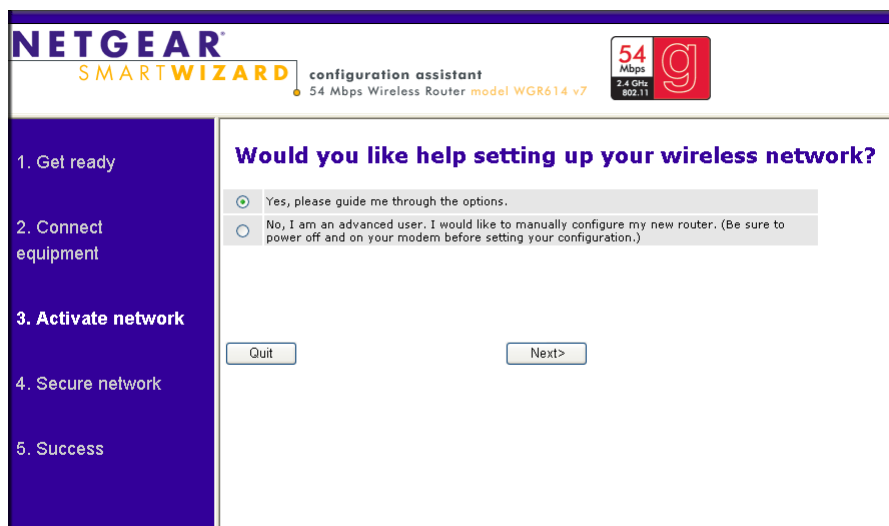 NETGEAR®
SMARTWIZARD
configuration assistant
54 Mbps Wireless Router model WGR614 v7
54
Mbps
2.4 GHz
802.11
g
1. Get ready
2. Connect
equipment
3. Activate network
4. Secure network
5. Success
Would you like help setting up your wireless network?
Yes, please guide me through the options.
No, I am an advanced user. I would like to manually configure my new router. (Be sure to
power off and on your modem before setting your configuration.)
Quit
Next>